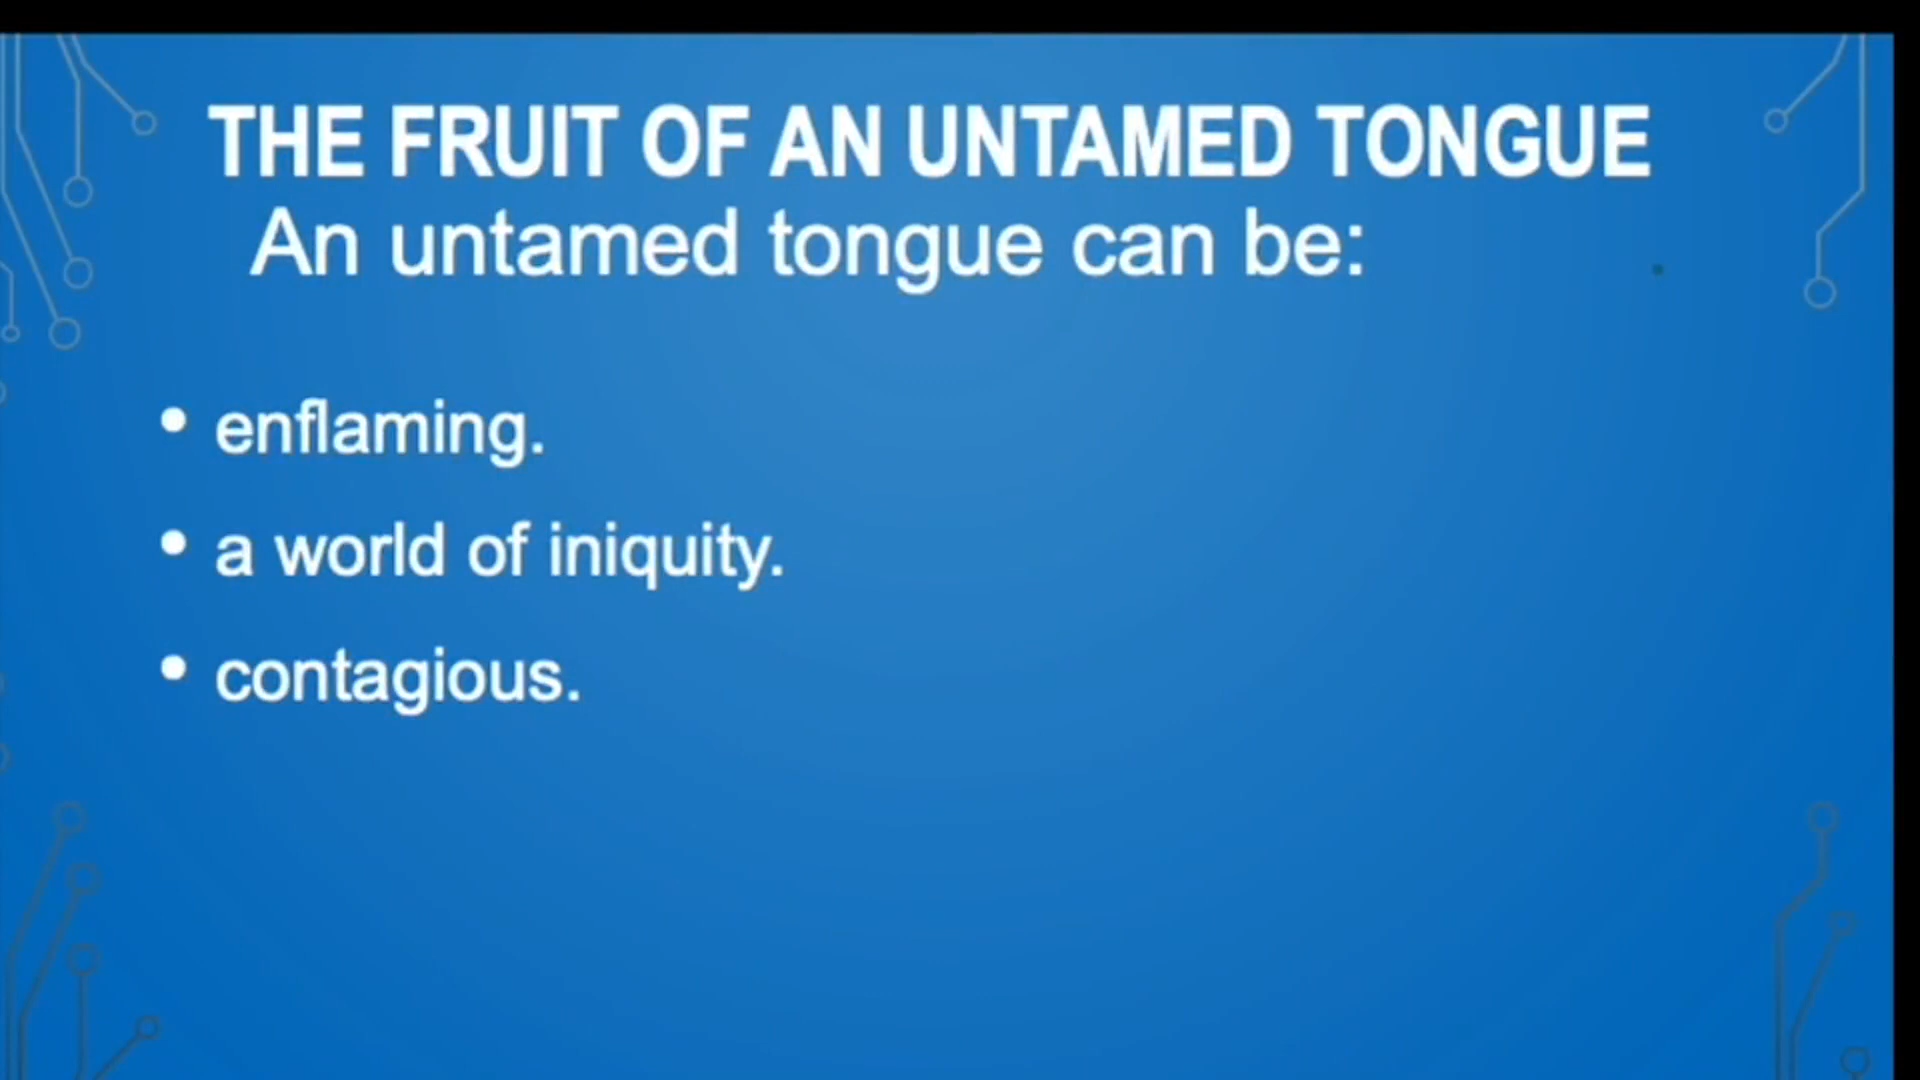 THE FRUIT OF AN UNTAMED TONGUE
An untamed tongue can be:
• enflaming.
• a world of iniquity.
• contagious.